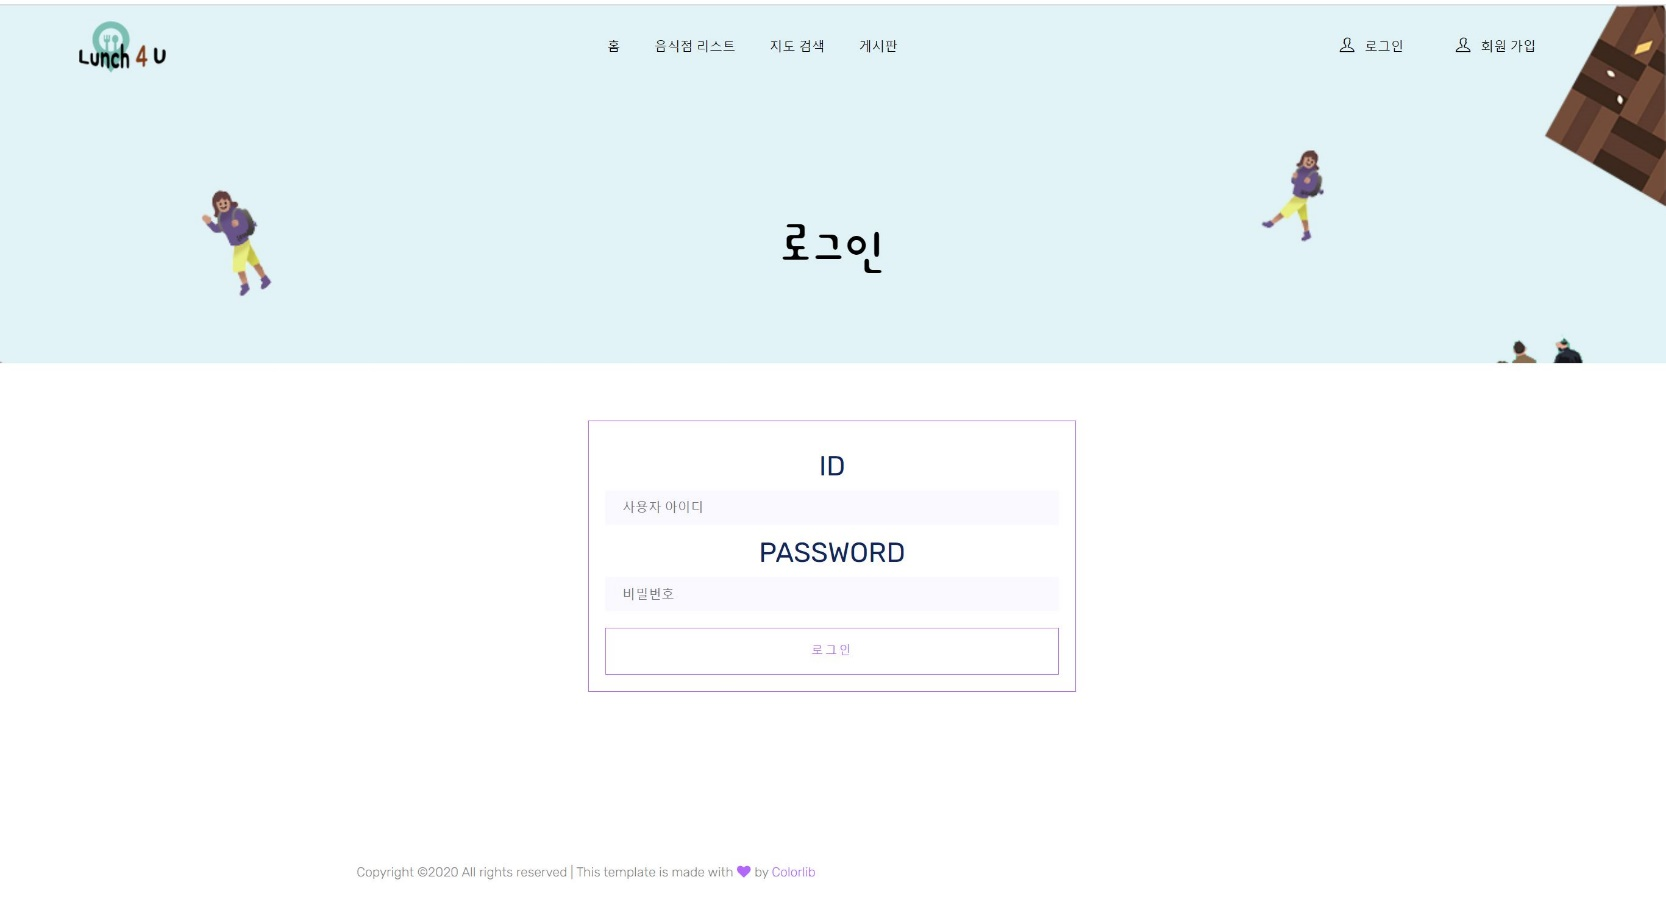 Lunch 4 U
홈 음식점 리스트 지도 검색 게시판
로그인 회원 가입
로그인
ID
사용자 아이디
PASSWORD
비밀번호
로그인
Copyright ©2020 All rights reserved | This template is made with by Colorlib